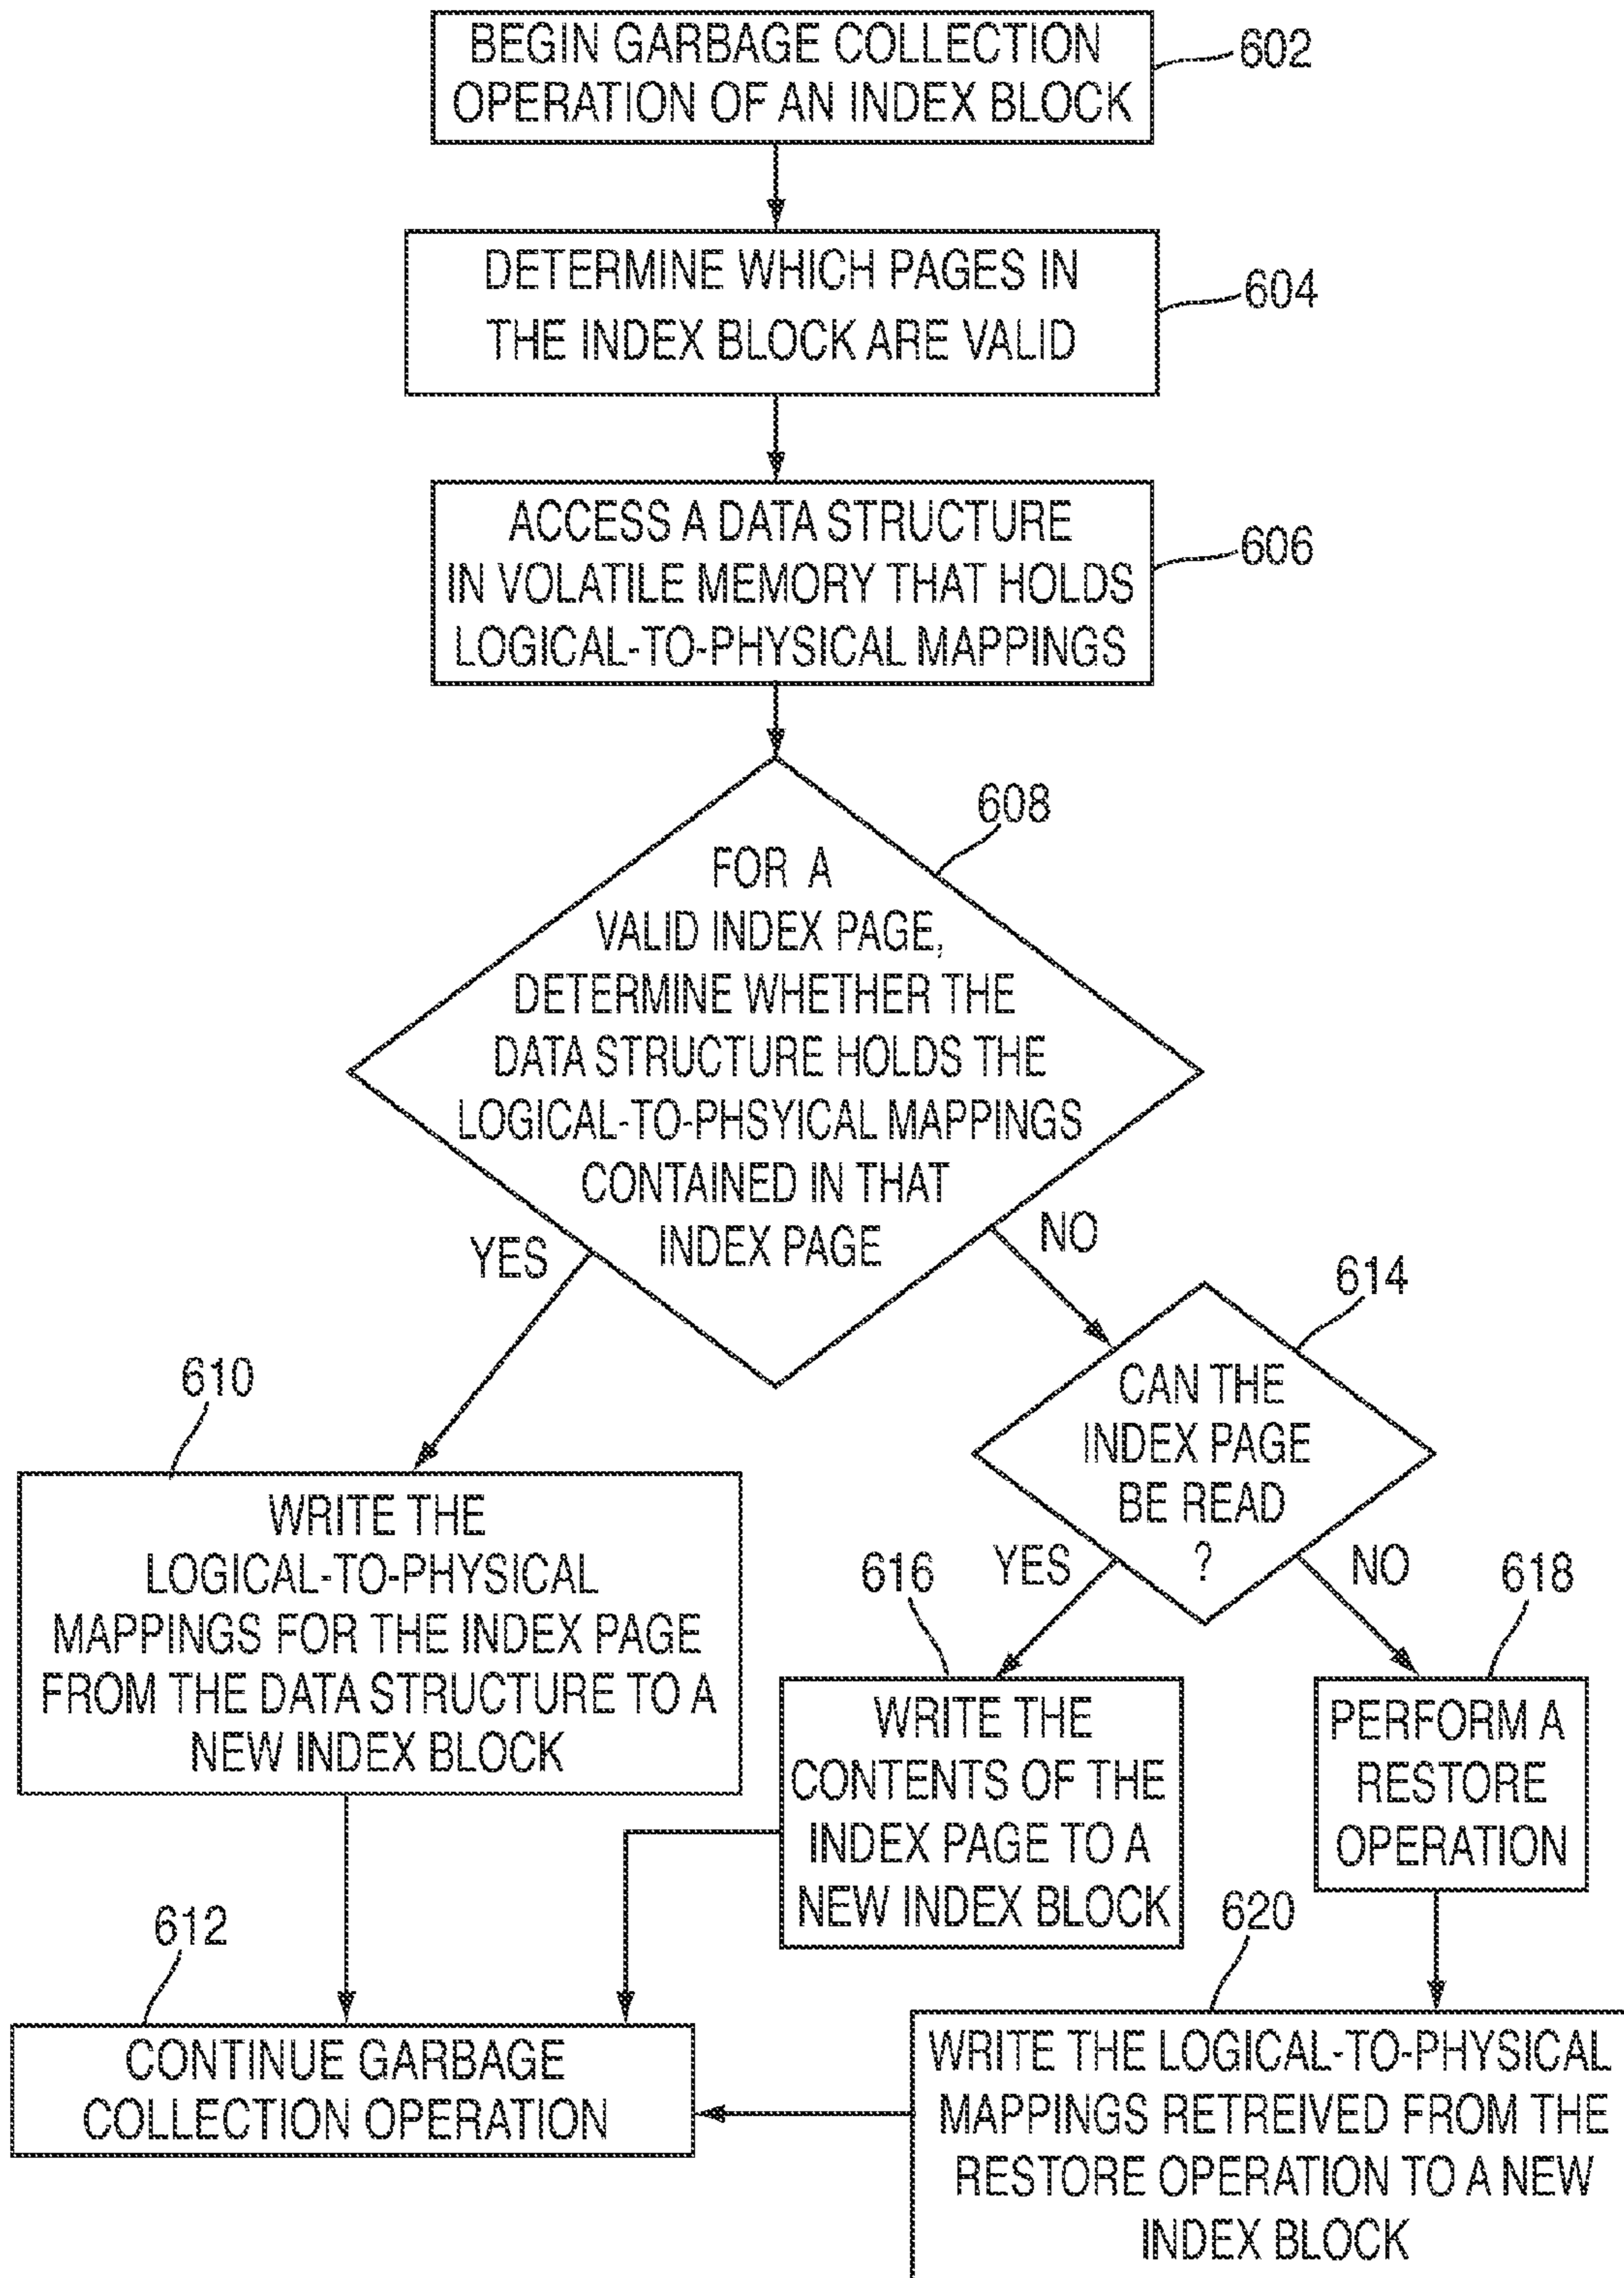 BEGIN GARBAGE COLLECTION
OPERATION OF AN INDEX BLOCK
602
DETERMINE WHICH PAGES IN
THE INDEX BLOCK ARE VALID
604
ACCESS A DATA STRUCTURE
IN VOLATILE MEMORY THAT HOLDS
LOGICAL-TO-PHYSICAL MAPPINGS
606
608
FOR A
VALID INDEX PAGE,
DETERMINE WHETHER THE
DATA STRUCTURE HOLDS THE
LOGICAL-TO-PHSYICAL MAPPINGS
CONTAINED IN THAT
INDEX PAGE
YES
NO
614
CAN THE
INDEX PAGE
BE READ
?
YES
NO
610
WRITE THE
LOGICAL-TO-PHYSICAL
MAPPINGS FOR THE INDEX PAGE
FROM THE DATA STRUCTURE TO A
NEW INDEX BLOCK
616
WRITE THE
CONTENTS OF THE
INDEX PAGE TO A
NEW INDEX BLOCK
618
PERFORM A
RESTORE
OPERATION
612
CONTINUE GARBAGE
COLLECTION OPERATION
620
WRITE THE LOGICAL-TO-PHYSICAL
MAPPINGS RETREIVED FROM THE
RESTORE OPERATION TO A NEW
INDEX BLOCK